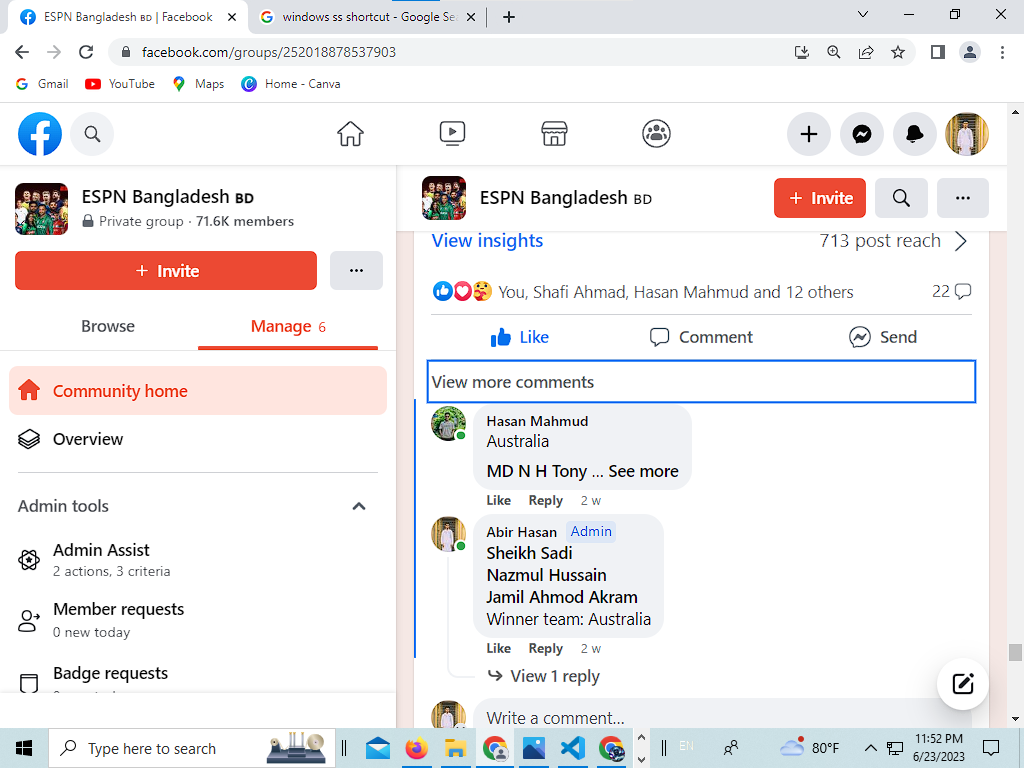 ESPN Bangladesh BD | Facebook
windows ss shortcut - Google Se
facebook.com/groups/252018878537903
Gmail
YouTube
Maps
Home - Canva
ESPN Bangladesh BD
Private group · 71.6K members
+ Invite
...
Browse
Manage 6
Community home
Overview
Admin tools
Admin Assist
2 actions, 3 criteria
Member requests
0 new today
Badge requests
ESPN Bangladesh BD
+ Invite
...
View insights
713 post reach
You, Shafi Ahmad, Hasan Mahmud and 12 others
22
Like
Comment
Send
View more comments
Hasan Mahmud
Australia
MD N H Tony ... See more
Like Reply 2 w
Abir Hasan Admin
Sheikh Sadi
Nazmul Hussain
Jamil Ahmod Akram
Winner team: Australia
Like Reply 2 w
View 1 reply
Write a comment...
Type here to search
EN
80°F
11:52 PM
6/23/2023